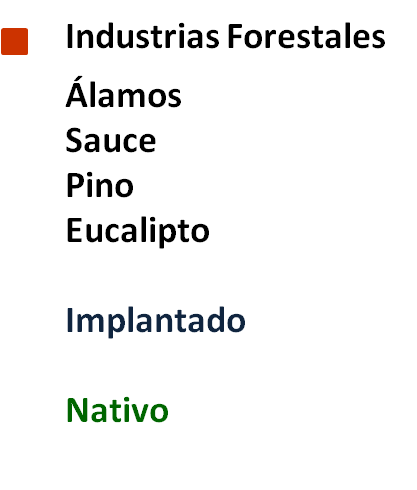 Industrias Forestales
Álamos
Sauce
Pino
Eucalipto
Implantado
Nativo